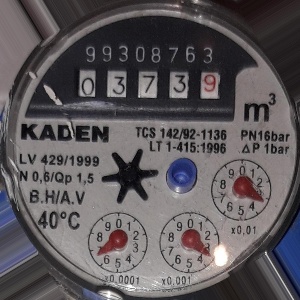 99308763
03739
m³
KADEN
TCS 142/92-1136 PN16bar
LV 429/1999 LT 1-415:1996 ΔP 1bar
N 0,6/Qp 1,5
B.H/A.V
40°C
x0,01
x0,0001
x0,001